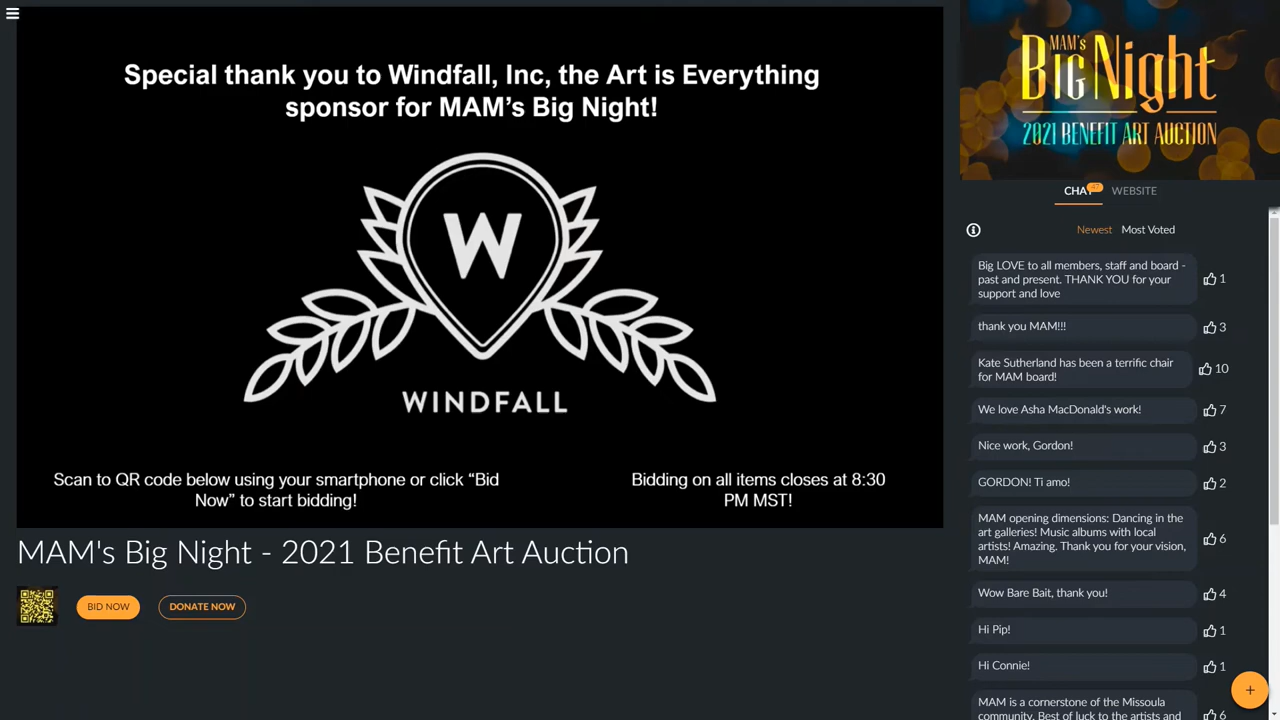 Special thank you to Windfall, Inc, the Art is Everything
sponsor for MAM's Big Night!
W
WINDFALL
Scan to QR code below using your smartphone or click “Bid
Now” to start bidding!
Bidding on all items closes at 8:30
PM MST!
MAM's Big Night - 2021 Benefit Art Auction
BID NOW
DONATE NOW
MAM's
Big Night
2021 BENEFIT ART AUCTION
CHAT 47
WEBSITE
Newest
Most Voted
Big LOVE to all members, staff and board -
past and present. THANK YOU for your
support and love
1
thank you MAM!!!
3
Kate Sutherland has been a terrific chair
for MAM board!
10
We love Asha MacDonald's work!
7
Nice work, Gordon!
3
GORDON! Ti amo!
2
MAM opening dimensions: Dancing in the
art galleries! Music albums with local
artists! Amazing. Thank you for your vision,
MAM!
6
Wow Bare Bait, thank you!
4
Hi Pip!
1
Hi Connie!
1
MAM is a cornerstone of the Missoula
community. Best of luck to the artists and
6
+